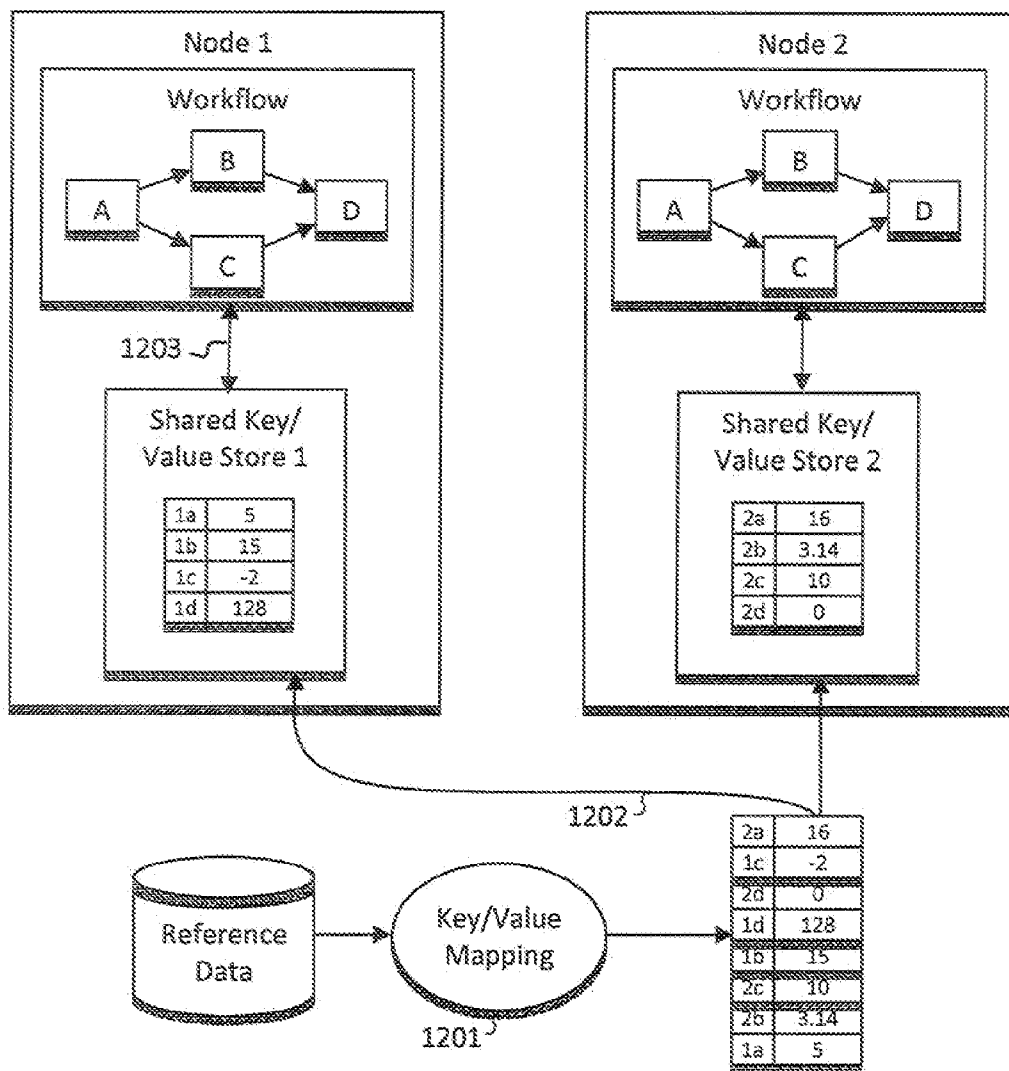 Node 1
Workflow
B
A
D
C
1203
Shared Key/
Value Store 1
1a 5
1b 15
1c -2
1d 128
Node 2
Workflow
B
A
D
C
Shared Key/
Value Store 2
2a 16
2b 3.14
2c 10
2d 0
1202
Reference
Data
Key/Value
Mapping
1201
2a 16
1c -2
2d 0
1d 128
1b 15
2c 10
2b 3.14
1a 5